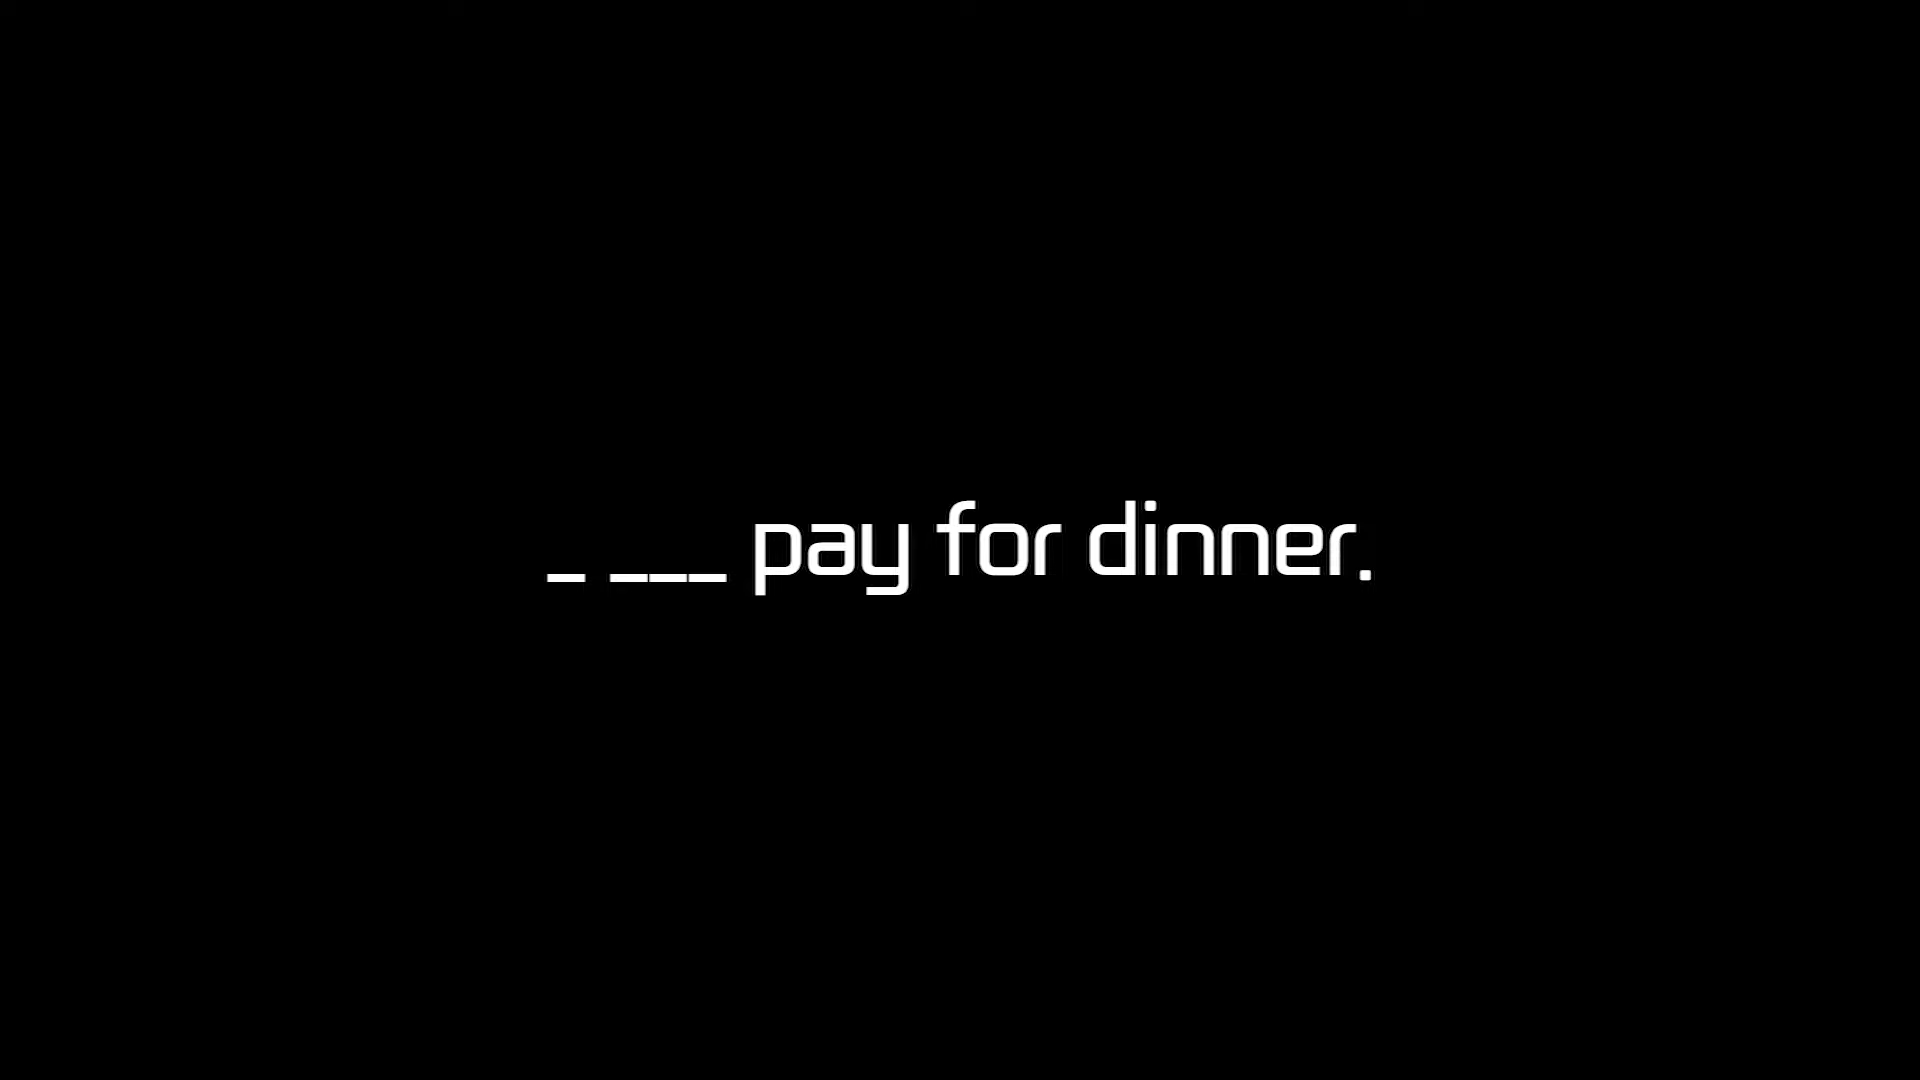 _ ___ pay for dinner.